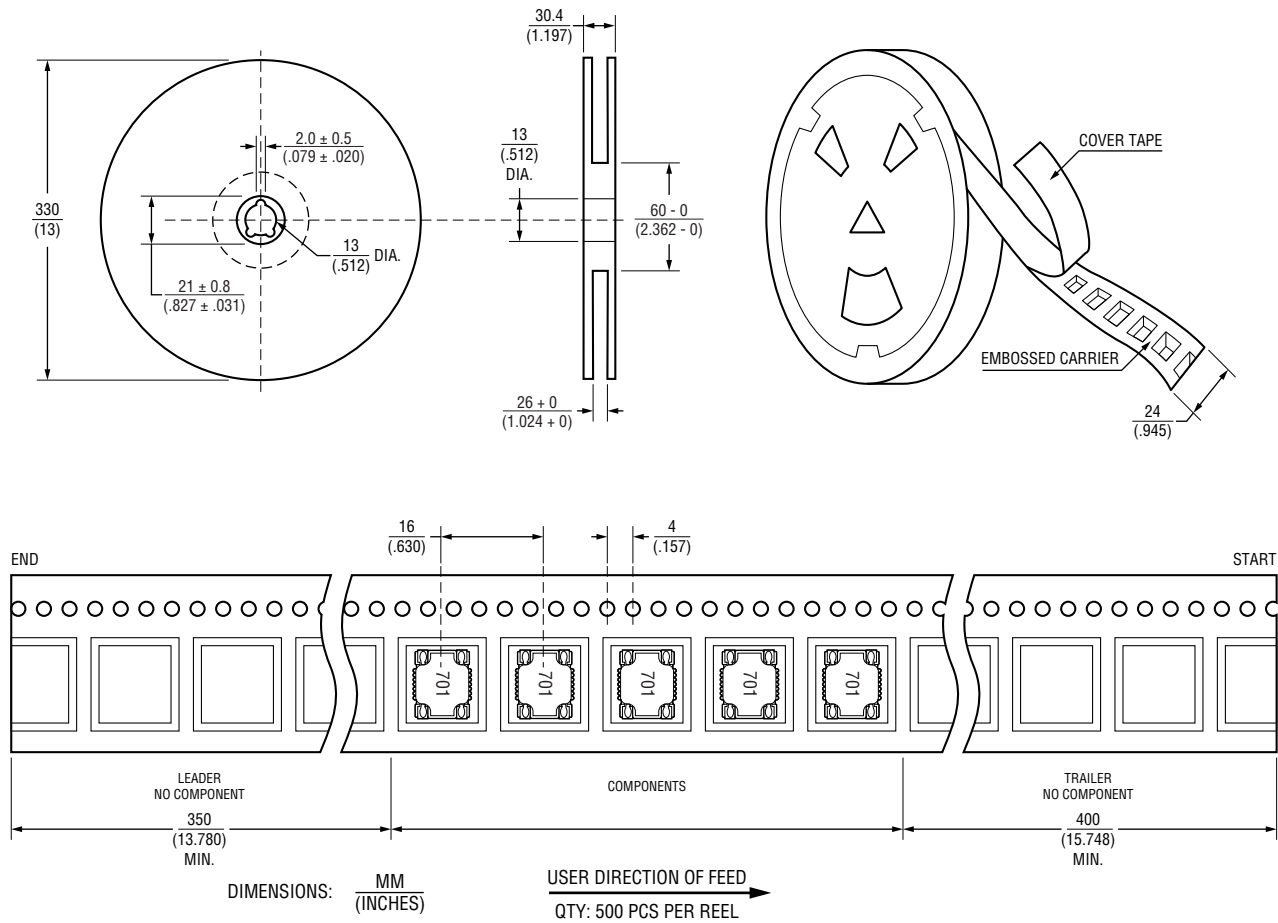 30.4
(1.197)
330
(13)
2.0 ± 0.5
(.079 ± .020)
13
(.512)
DIA.
21 ± 0.8
(.827 ± .031)
13
(.512)
DIA.
60 - 0
(2.362 - 0)
26 + 0
(1.024 + 0)
COVER TAPE
EMBOSSED CARRIER
24
(.945)
16
(.630)
4
(.157)
END
START
701
701
701
701
701
LEADER
NO COMPONENT
COMPONENTS
TRAILER
NO COMPONENT
350
(13.780)
MIN.
400
(15.748)
MIN.
DIMENSIONS:
MM
(INCHES)
USER DIRECTION OF FEED
QTY: 500 PCS PER REEL